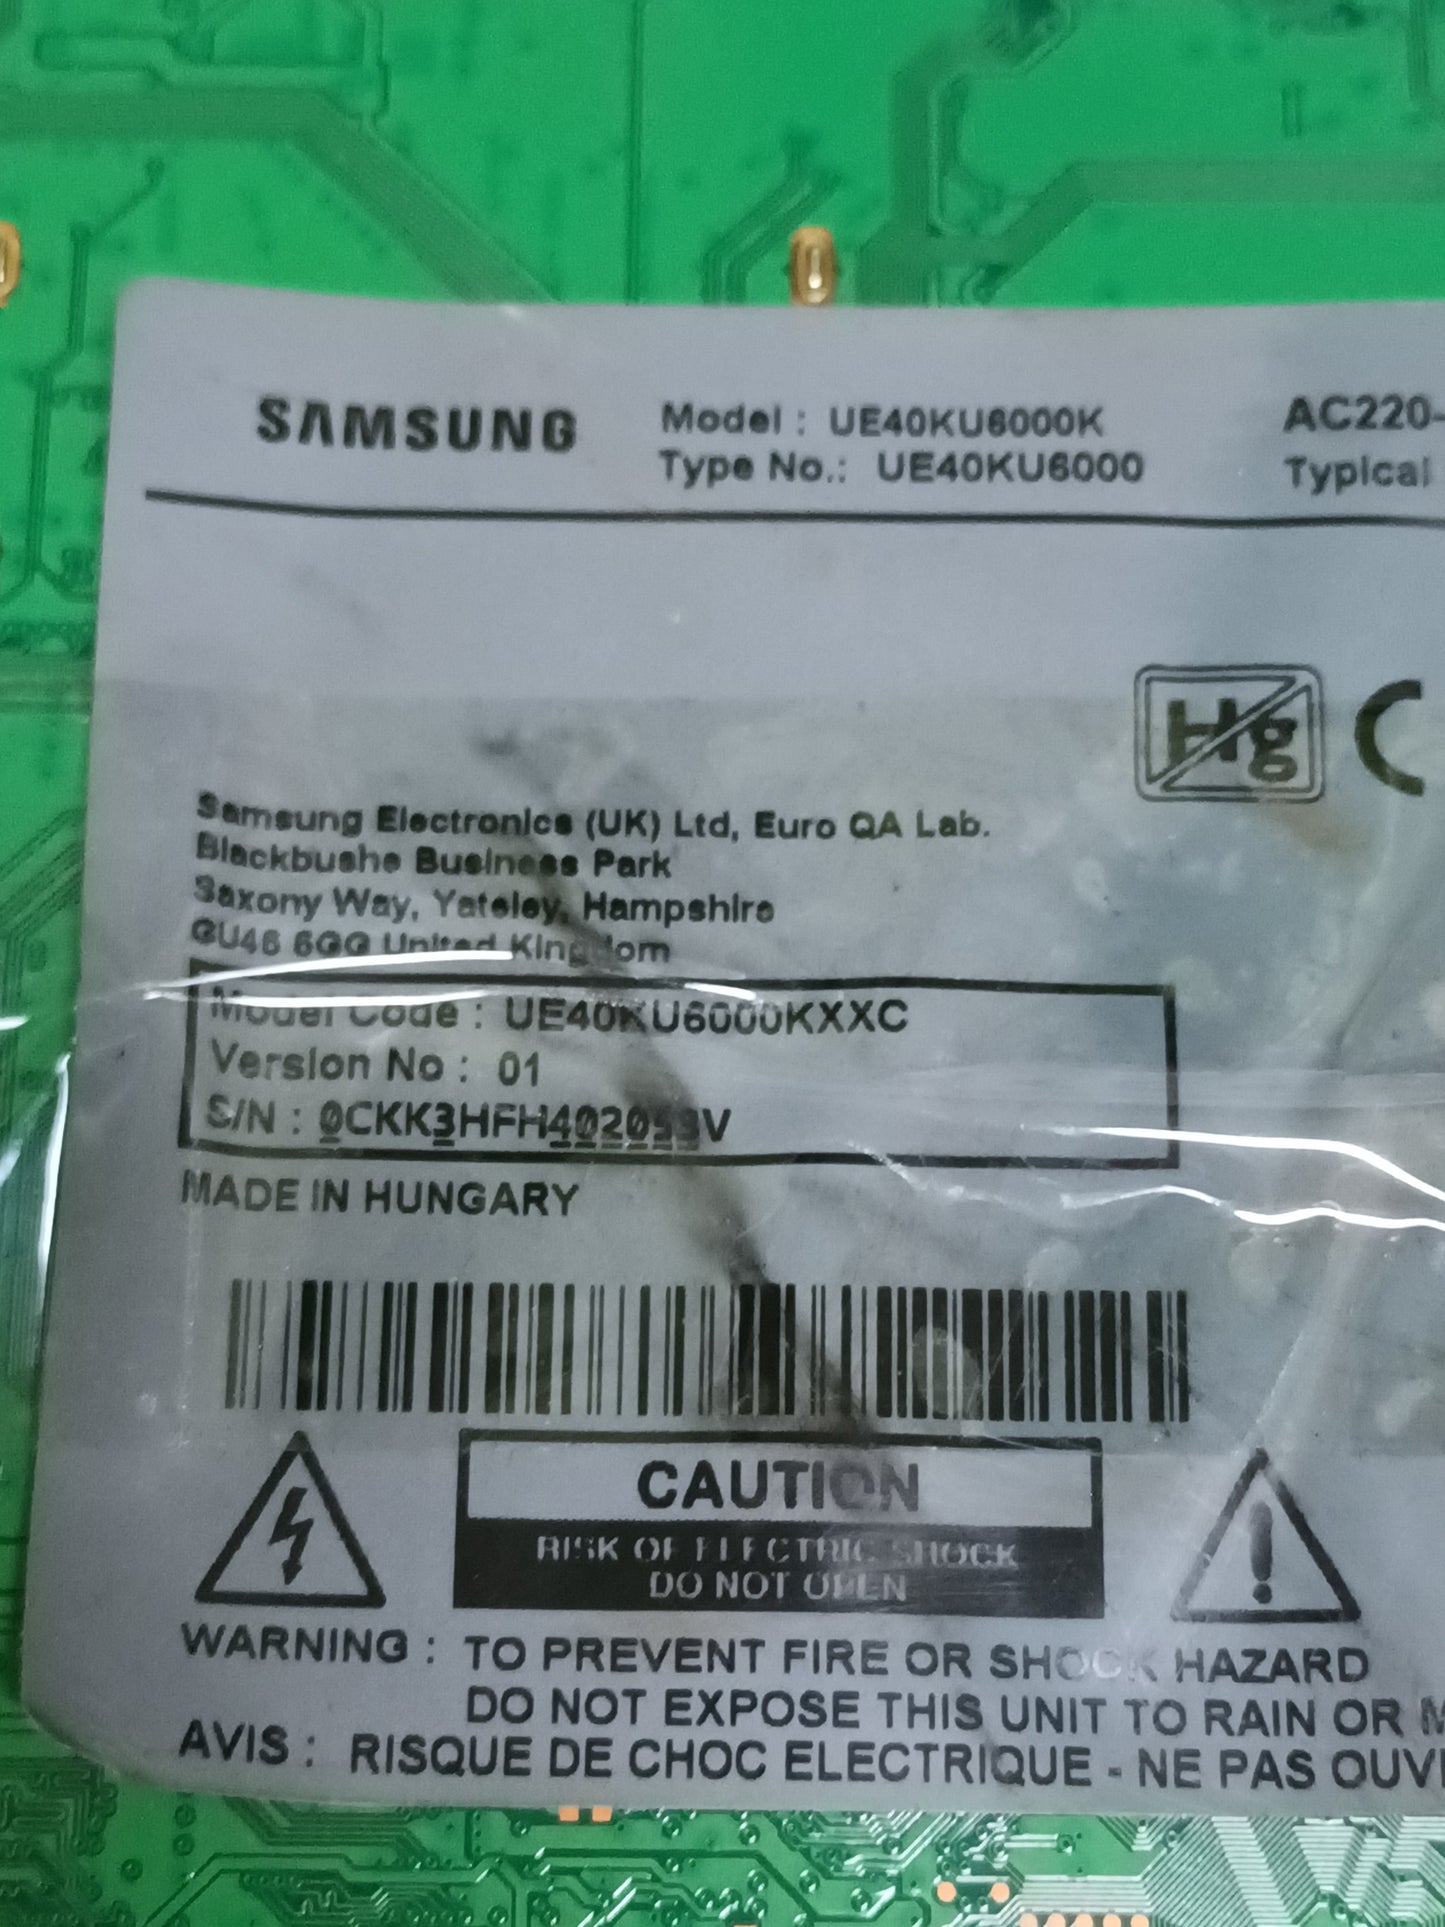 SAMSUNG
Model : UE40KU6000K
Type No.: UE40KU6000
AC220-
Typical
Hg
Samsung Electronics (UK) Ltd, Euro QA Lab.
Blackbushe Business Park
Saxony Way, Yateley, Hampshire
GU46 6GG United Kingdom
Model Code : UE40KU6000KXXC
Version No : 01
S/N : 0CKK3HFH402053V
MADE IN HUNGARY
CAUTION
RISK OF ELECTRIC SHOCK
DO NOT OPEN
WARNING : TO PREVENT FIRE OR SHOCK HAZARD
DO NOT EXPOSE THIS UNIT TO RAIN OR M
AVIS : RISQUE DE CHOC ELECTRIQUE - NE PAS OUV